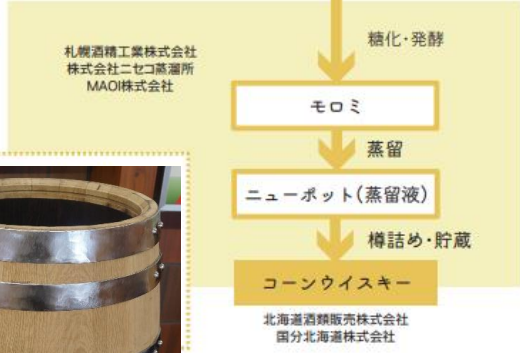 札幌酒精工業株式会社
株式会社ニセコ蒸溜所
MAOI株式会社
糖化・発酵
モロミ
蒸留
ニューポット(蒸留液)
樽詰め・貯蔵
コーンウイスキー
北海道酒類販売株式会社
国分北海道株式会社